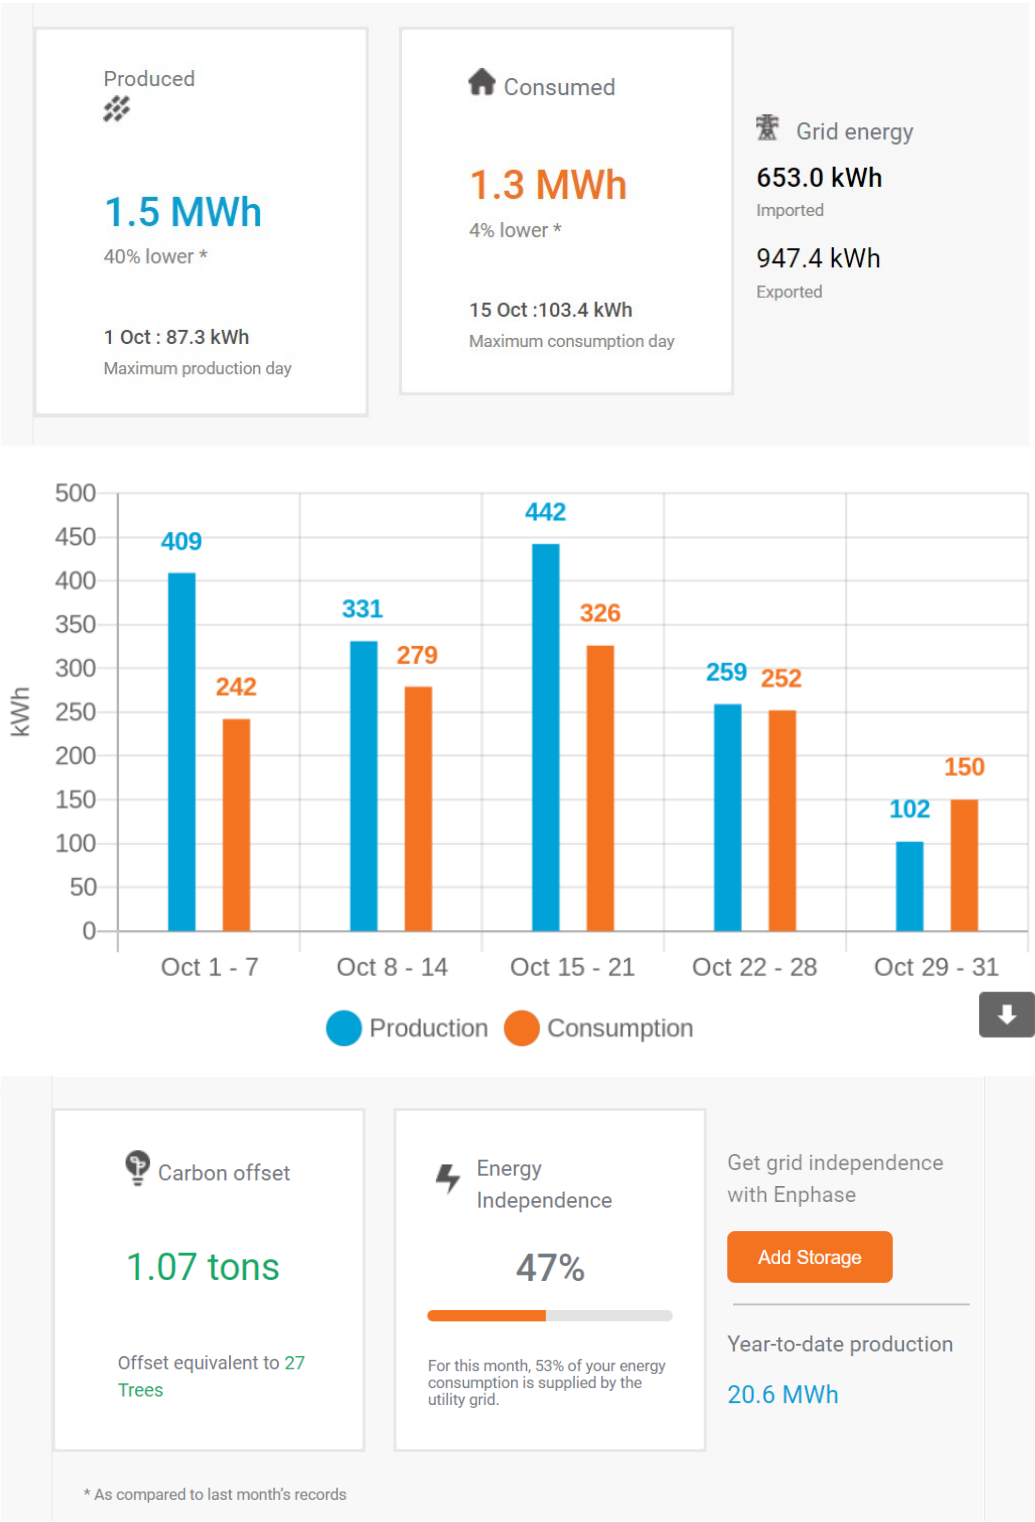 Produced
1.5 MWh
40% lower *
1 Oct : 87.3 kWh
Maximum production day
Consumed
1.3 MWh
4% lower *
15 Oct :103.4 kWh
Maximum consumption day
Grid energy
653.0 kWh
Imported
947.4 kWh
Exported
kWh
500
450
400
350
300
250
200
150
100
50
0
409
242
331
279
442
326
259
252
102
150
Oct 1 - 7
Oct 8 - 14
Oct 15 - 21
Oct 22 - 28
Oct 29 - 31
Production
Consumption
Carbon offset
1.07 tons
Offset equivalent to 27
Trees
Energy
Independence
47%
For this month, 53% of your energy
consumption is supplied by the
utility grid.
Get grid independence
with Enphase
Add Storage
Year-to-date production
20.6 MWh
* As compared to last month's records